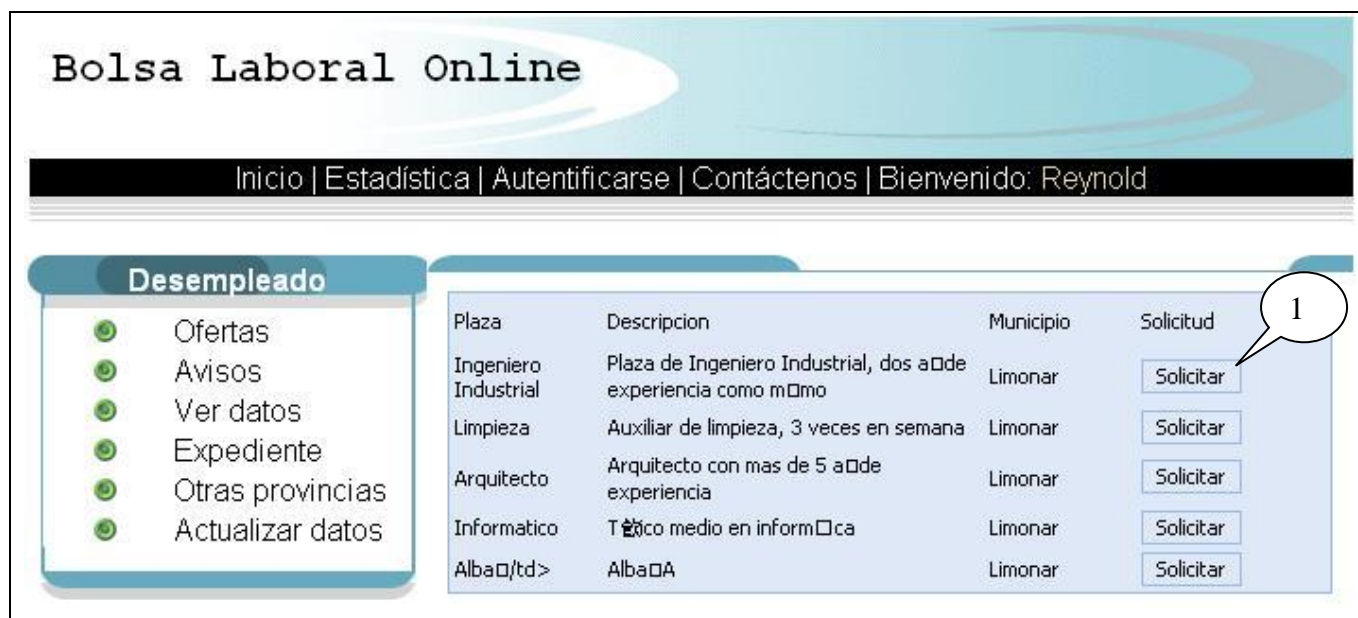 Bolsa Laboral Online
Inicio | Estadística | Autentificarse | Contáctenos | Bienvenido: Reynold
Desempleado
Ofertas
Avisos
Ver datos
Expediente
Otras provincias
Actualizar datos
Plaza Descripcion Municipio Solicitud
1
Ingeniero Industrial Plaza de Ingeniero Industrial, dos a□de experiencia como m□mo Limonar Solicitar
Limpieza Auxiliar de limpieza, 3 veces en semana Limonar Solicitar
Arquitecto Arquitecto con mas de 5 a□de experiencia Limonar Solicitar
Informatico medio en inform□ca Limonar Solicitar
Alba□/td> Alba□A Limonar Solicitar